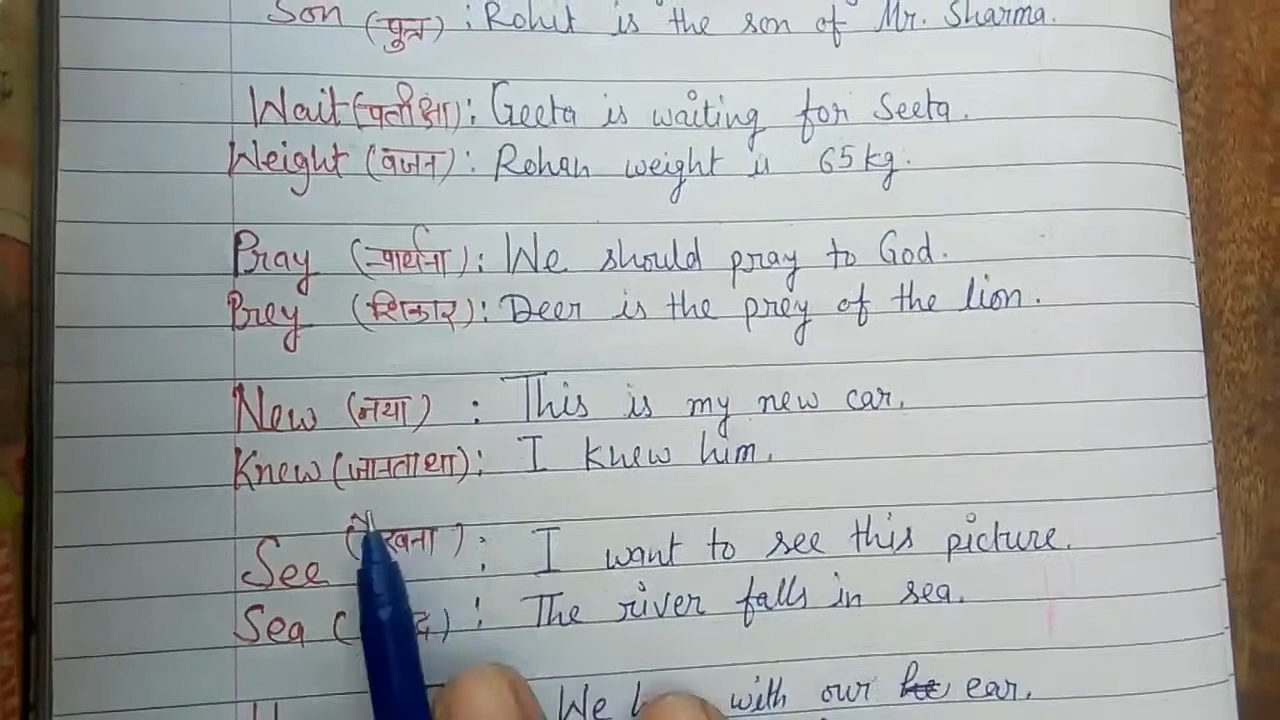 Son (पुत्र) : Rohit is the son of Mr. Sharma.
Wait (प्रतीक्षा) : Geeta is waiting for Seeta.
Weight (वजन) : Rohan weight is 65 kg.
Pray (प्रार्थना) : We should pray to God.
Prey (शिकार) : Deer is the prey of the lion.
New (नया) : This is my new car.
Knew (जानता था) : I knew him.
See : I want to see this picture.
Sea : The river falls in sea.
We with our ear.